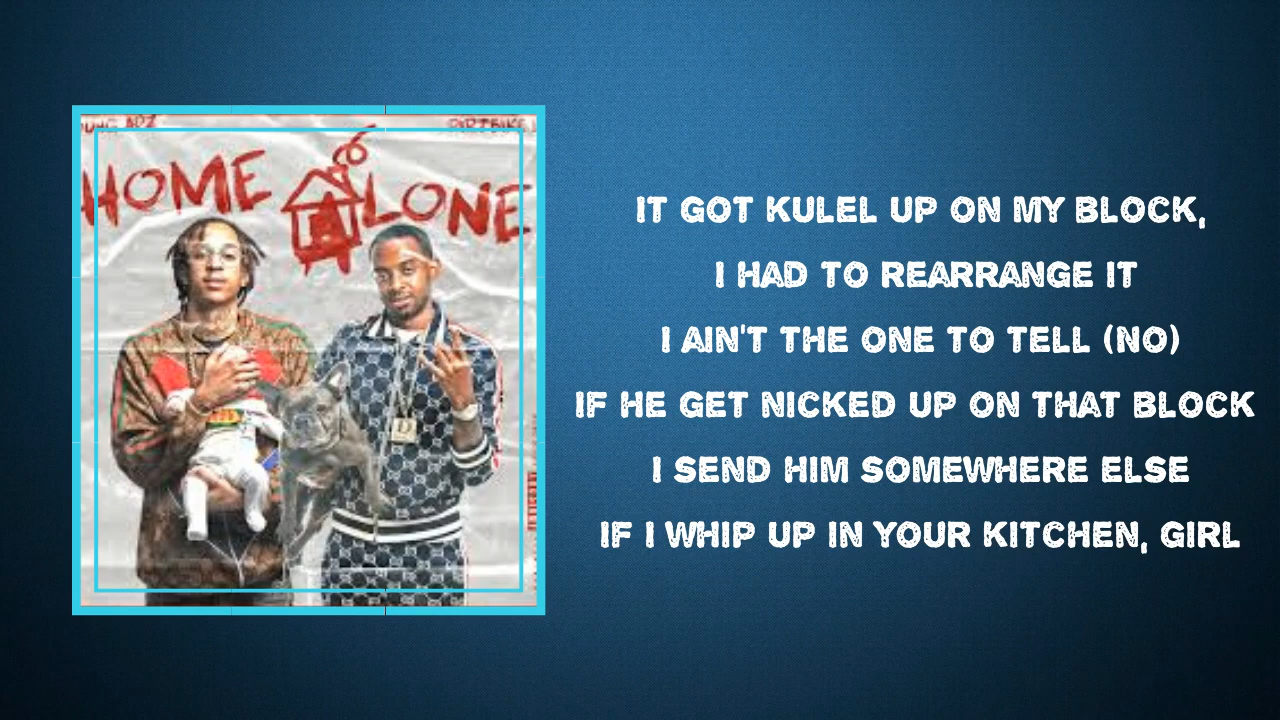 HOME ALONE
D
IT GOT KULEL UP ON MY BLOCK,
I HAD TO REARRANGE IT
I AIN'T THE ONE TO TELL (NO)
IF HE GET NICKED UP ON THAT BLOCK
I SEND HIM SOMEWHERE ELSE
IF I WHIP UP IN YOUR KITCHEN, GIRL